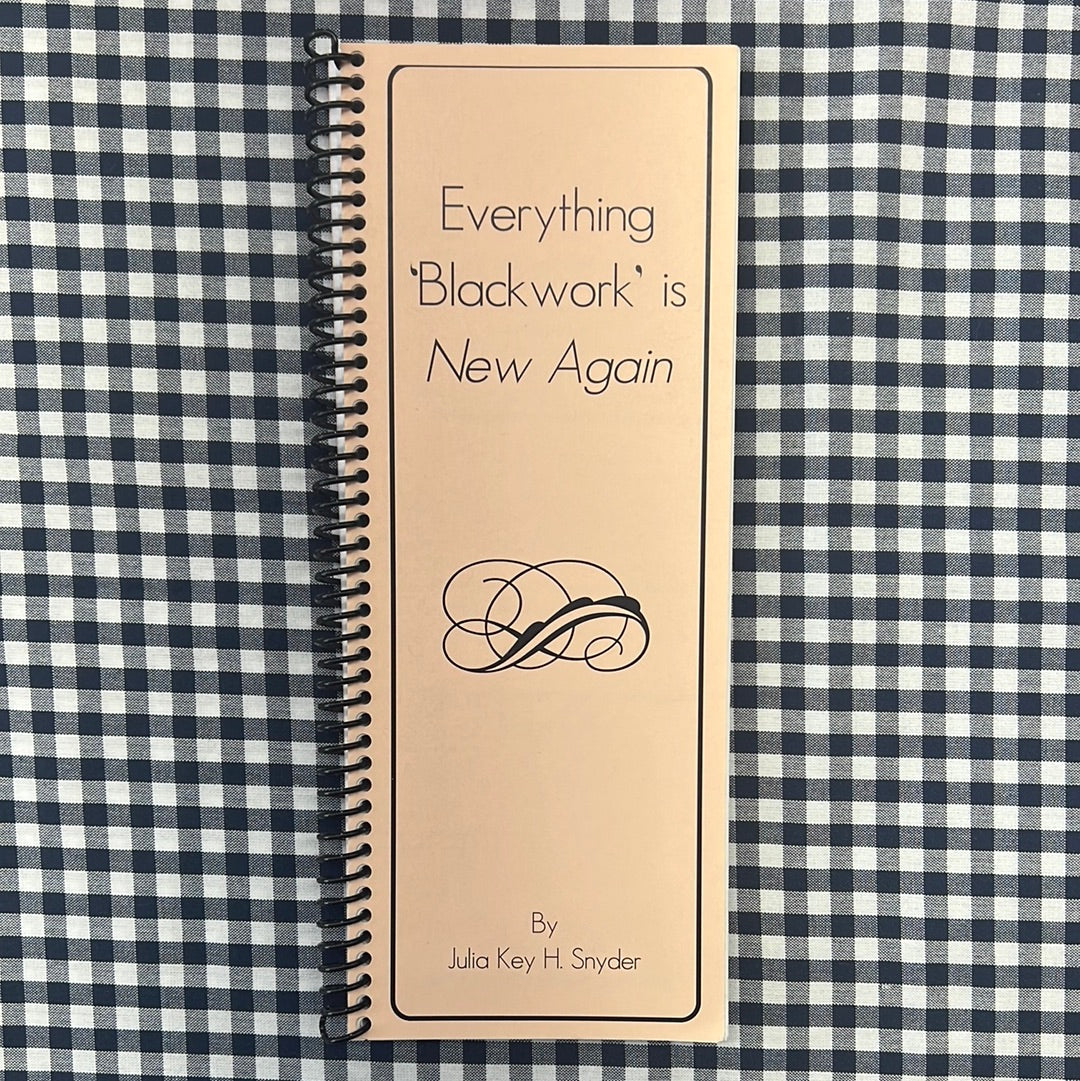 Everything
‘Blackwork’ is
New Again
By
Julia Key H. Snyder